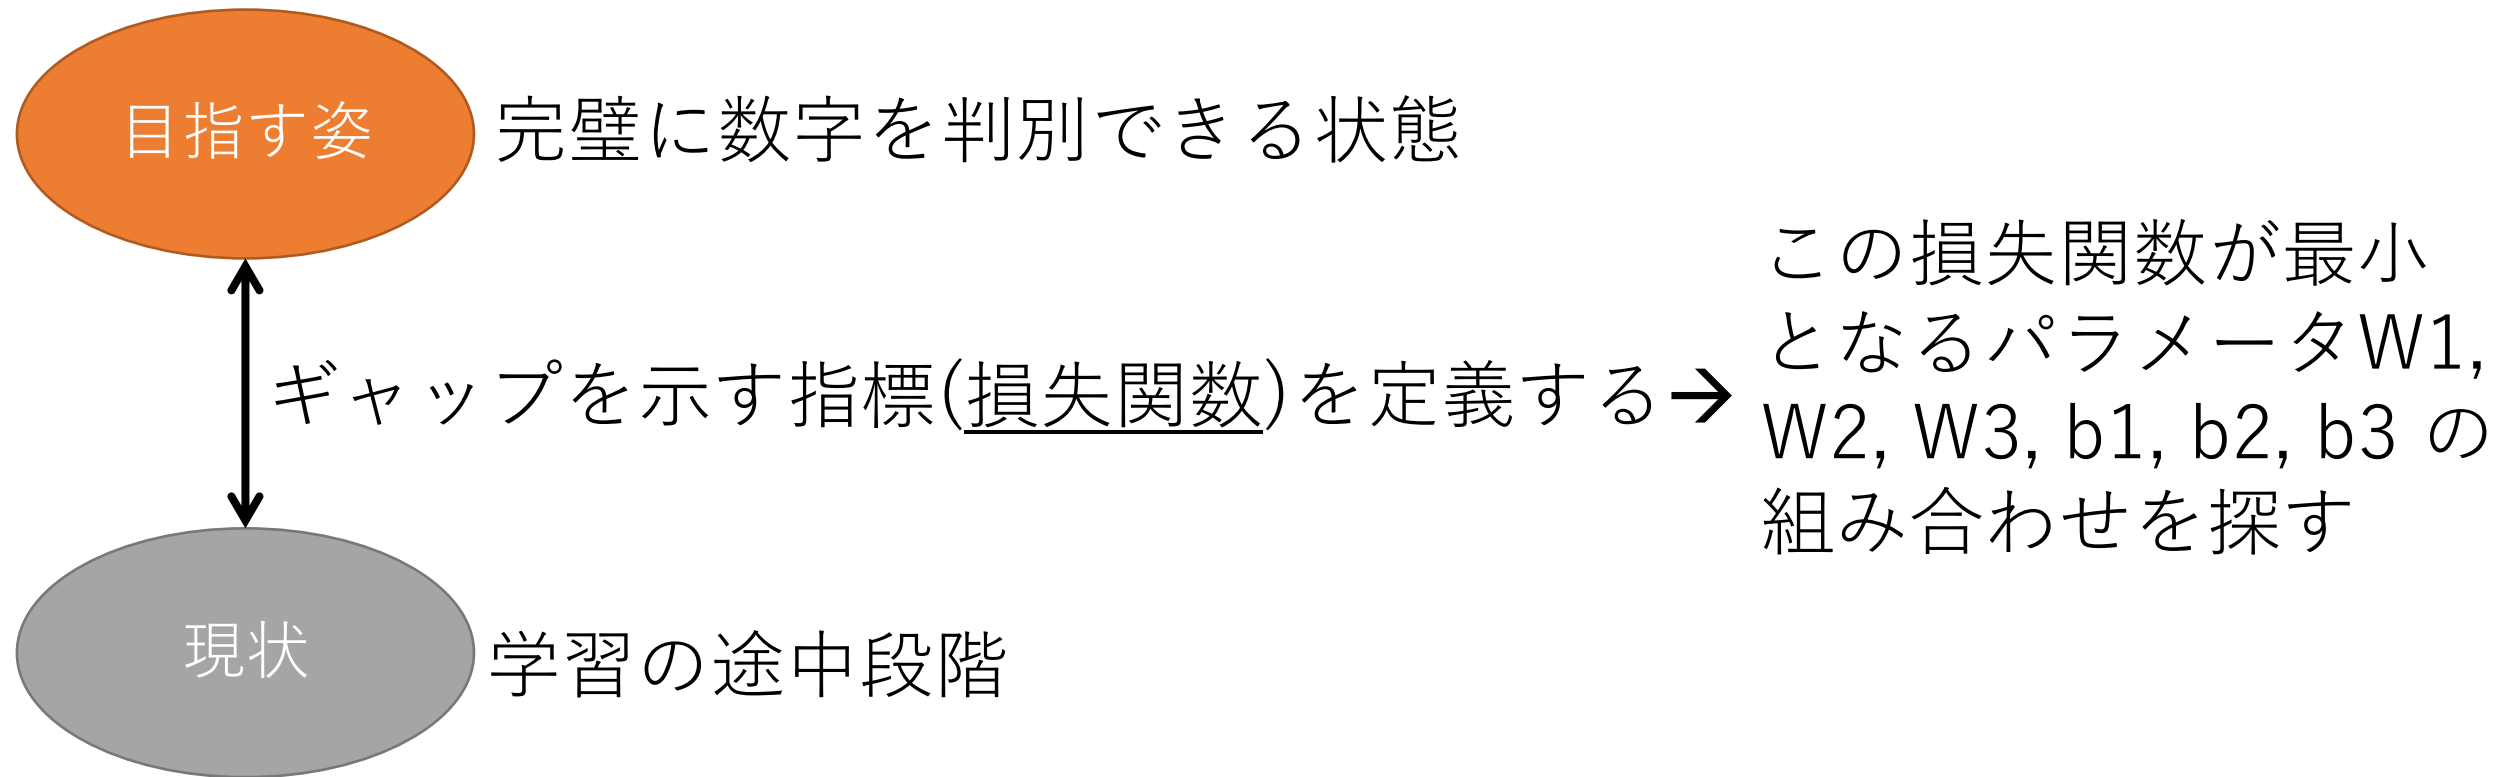 目指す姿
完璧に数字を判別できる状態
ギャップを示す指標(損失関数)を定義する
→
この損失関数が最小
となるパラメータW1,
W2, W3, b1, b2, b3 の
組み合わせを探す
現状
学習の途中段階